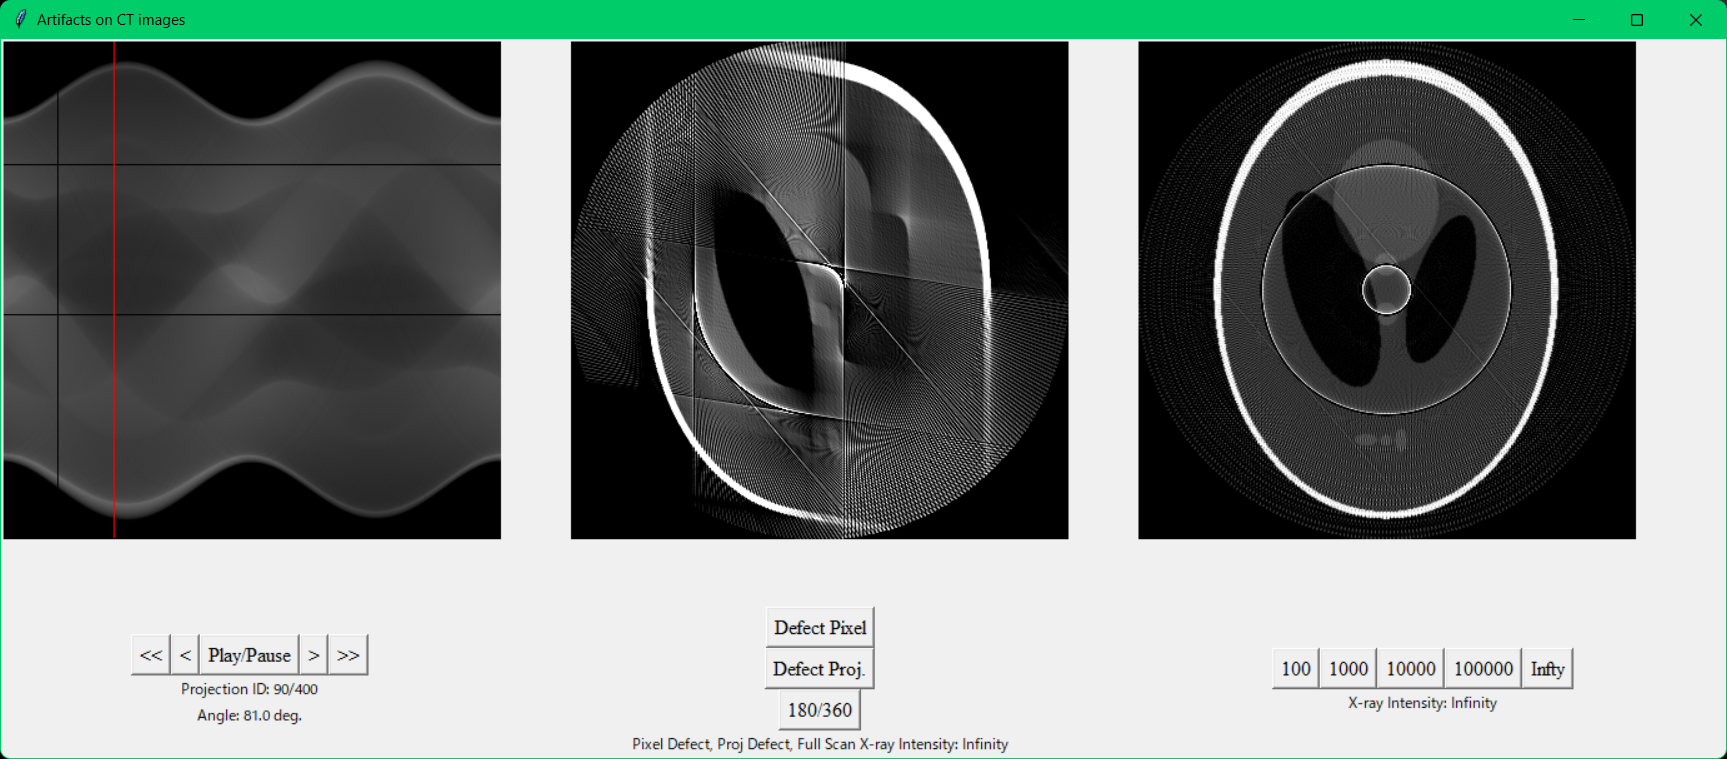 Artifacts on CT images
<< < Play/Pause > >>
Projection ID: 90/400
Angle: 81.0 deg.
Defect Pixel
Defect Proj.
180/360
Pixel Defect, Proj Defect, Full Scan X-ray Intensity: Infinity
100 1000 10000 100000 Infty
X-ray Intensity: Infinity